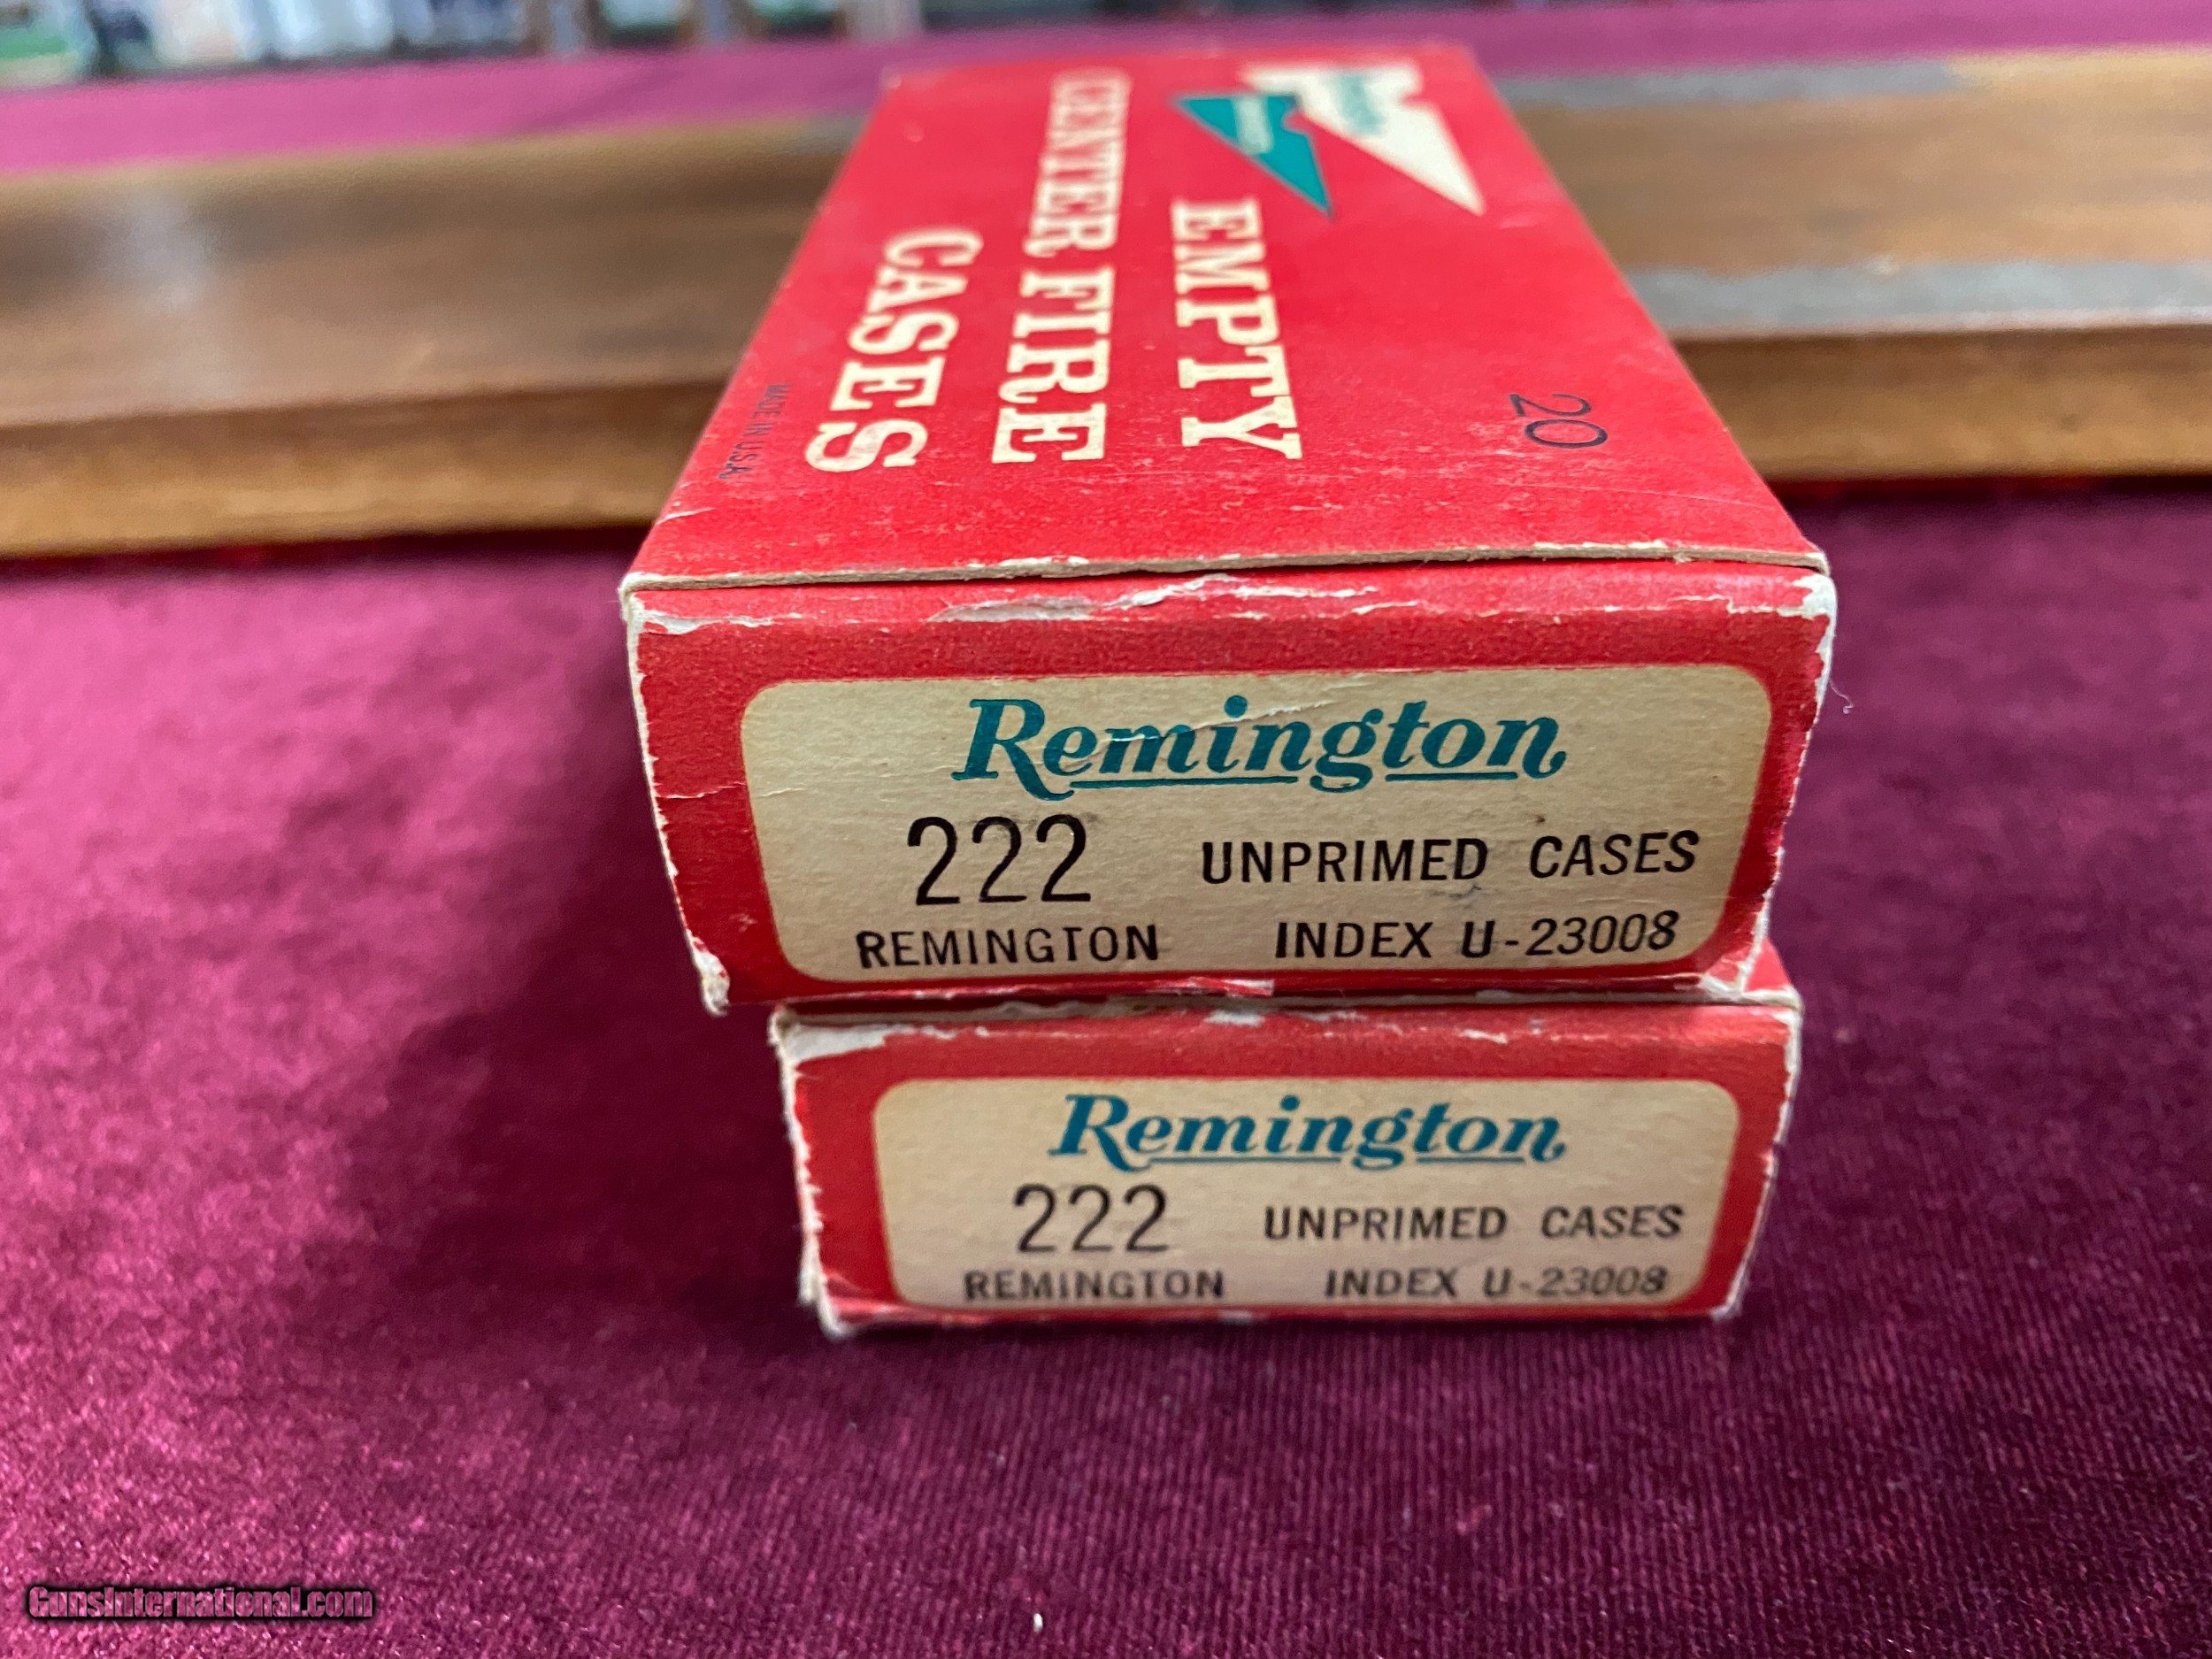 EMPTY
CENTER FIRE
CASES
20
MADE IN U.S.A.
Remington
222 UNPRIMED CASES
REMINGTON INDEX U-23008
Remington
222 UNPRIMED CASES
REMINGTON INDEX U-23008
GunsInternational.com